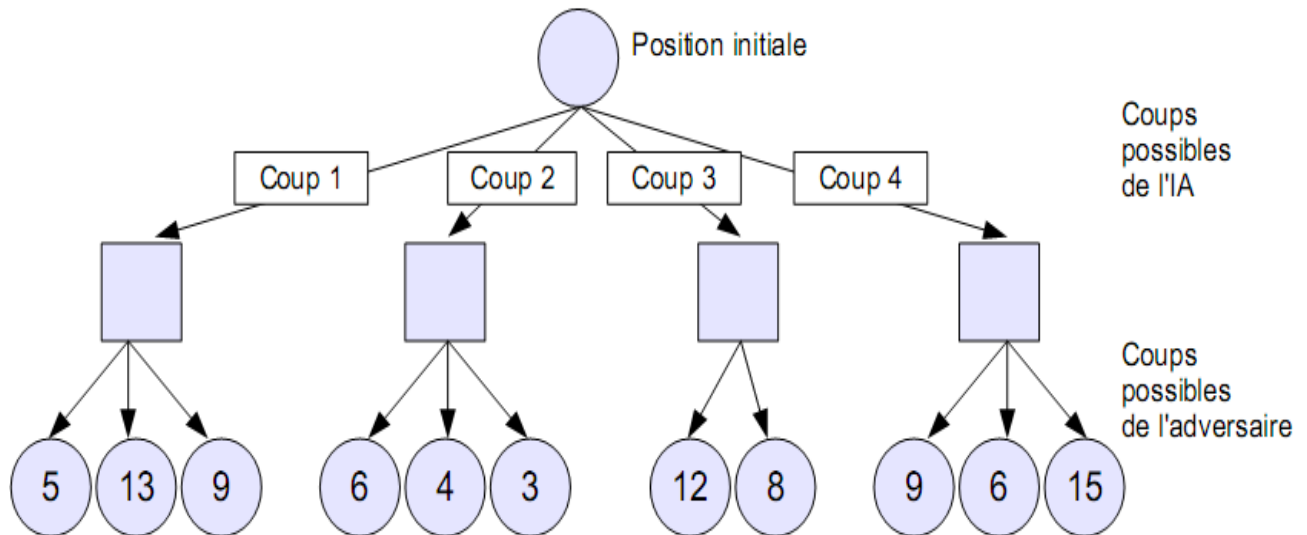 Position initiale
Coups
possibles
de l'IA
Coup 1
Coup 2
Coup 3
Coup 4
Coups
possibles
de l'adversaire
5
13
9
6
4
3
12
8
9
6
15